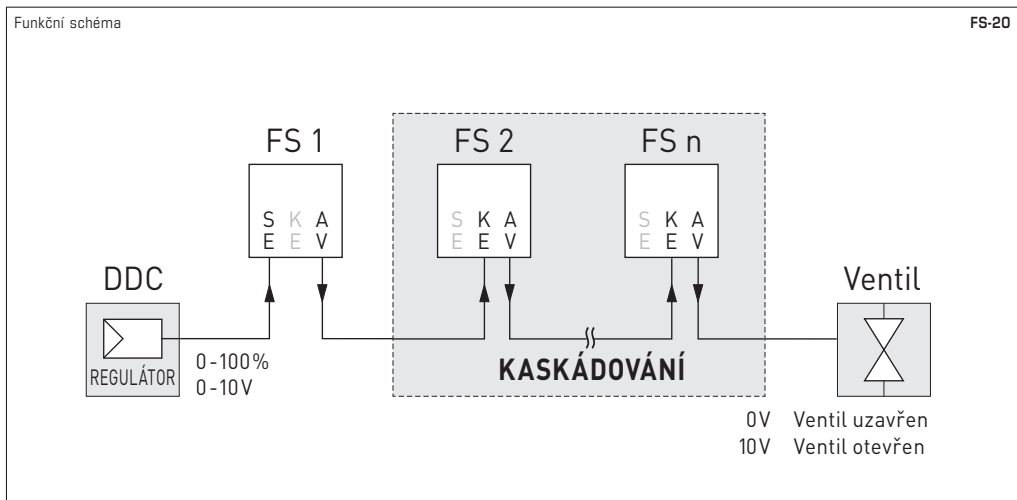 Funkční schéma
FS-20
FS 1
FS 2
FS n
S K A
E E V
S K A
E E V
S K A
E E V
DDC
REGULÁTOR
0-100%
0-10V
KASKÁDOVÁNÍ
Ventil
0V Ventil uzavřen
10V Ventil otevřen